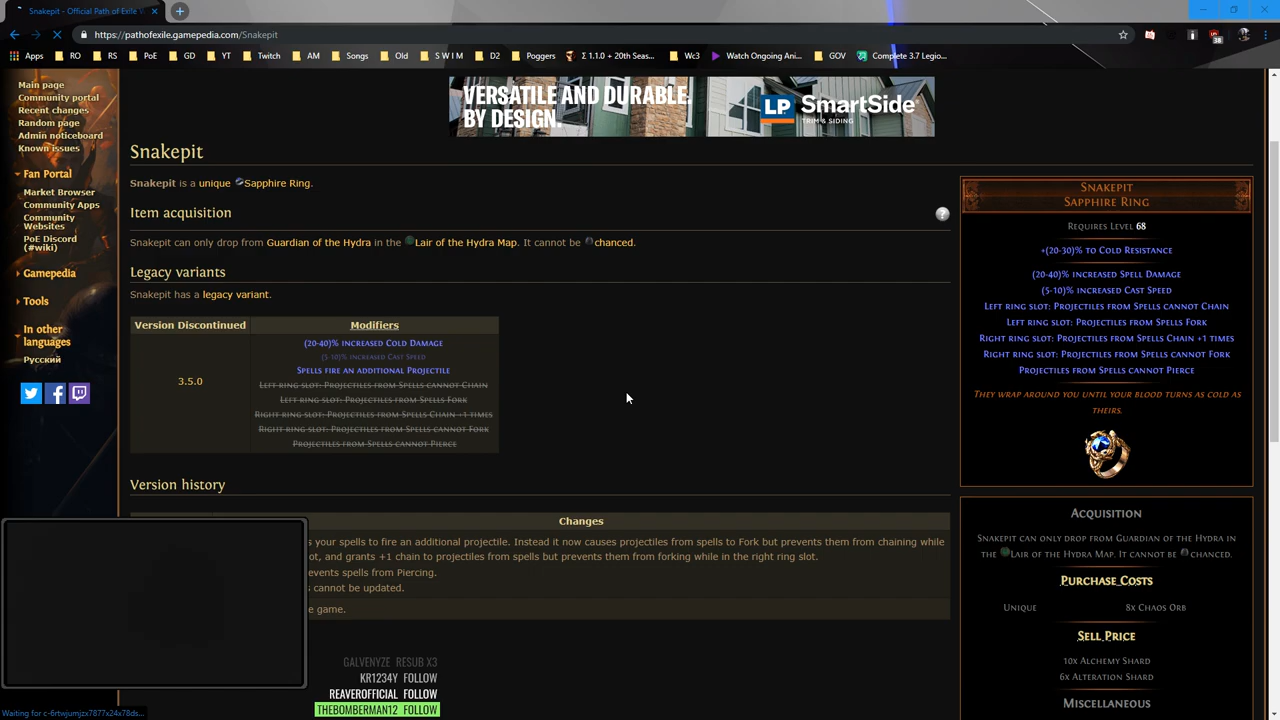 Snakepit - Official Path of Exile W
https://pathofexile.gamepedia.com/Snakepit
Apps RO RS PoE GD YT Twitch AM Songs Old S W I M D2 Poggers Σ 1.1.0 + 20th Seas... Wc3 Watch Ongoing Ani... GOV Complete 3.7 Legio...
Main page
Community portal
Recent changes
Random page
Admin noticeboard
Known issues
Fan Portal
Market Browser
Community Apps
Community
Websites
PoE Discord
(#wiki)
Gamepedia
Tools
In other
languages
Русский
VERSATILE AND DURABLE.
BY DESIGN.
LP SmartSide
TRIM & SIDING
Snakepit
Snakepit is a unique Sapphire Ring.
Item acquisition
?
Snakepit can only drop from Guardian of the Hydra in the Lair of the Hydra Map. It cannot be chanced.
Legacy variants
Snakepit has a legacy variant.
Version Discontinued Modifiers
3.5.0
(20-40)% increased Cold Damage
(5-10)% increased Cast Speed
Spells fire an additional Projectile
Left ring slot: Projectiles from Spells cannot Chain
Left ring slot: Projectiles from Spells Fork
Right ring slot: Projectiles from Spells Chain +1 times
Right ring slot: Projectiles from Spells cannot Fork
Projectiles from Spells cannot Pierce
Version history
Changes
s your spells to fire an additional projectile. Instead it now causes projectiles from spells to Fork but prevents them from chaining while
ot, and grants +1 chain to projectiles from spells but prevents them from forking while in the right ring slot.
events spells from Piercing.
s cannot be updated.
e game.
GALVENYZE RESUB X3
KR1234Y FOLLOW
REAVEROFFICIAL FOLLOW
THEBOMBERMAN12 FOLLOW
Snakepit
Sapphire Ring
Requires Level 68
+(20-30)% to Cold Resistance
(20-40)% increased Spell Damage
(5-10)% increased Cast Speed
Left ring slot: Projectiles from Spells cannot Chain
Left ring slot: Projectiles from Spells Fork
Right ring slot: Projectiles from Spells Chain +1 times
Right ring slot: Projectiles from Spells cannot Fork
Projectiles from Spells cannot Pierce
They wrap around you until your blood turns as cold as
theirs.
Acquisition
Snakepit can only drop from Guardian of the Hydra in
the Lair of the Hydra Map. It cannot be chanced.
Purchase Costs
Unique 8x Chaos Orb
Sell Price
10x Alchemy Shard
6x Alteration Shard
Miscellaneous